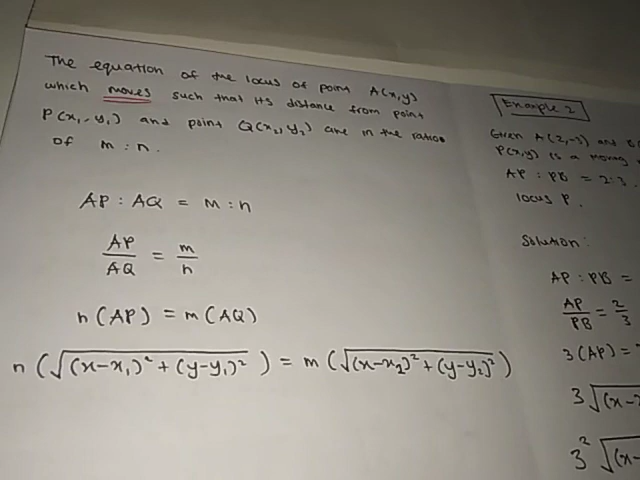 The equation of the locus of point A(x,y)
which moves such that its distance from point
P(x₁, y₁) and point Q(x₂, y₂) are in the ratios
of m : n.
AP : AQ = m : n
AP/AQ = m/n
n (AP) = m (AQ)
n (√(x-x₁)² + (y-y₁)²) = m (√(x-x₂)² + (y-y₂)²)
Example 2
Given A(2,-3) and B
P(x,y) is a moving
AP : PB = 2:3.
locus P.
Solution:
AP : PB =
AP/PB = 2/3
3 (AP) =
3 √(x-
3² √(x-